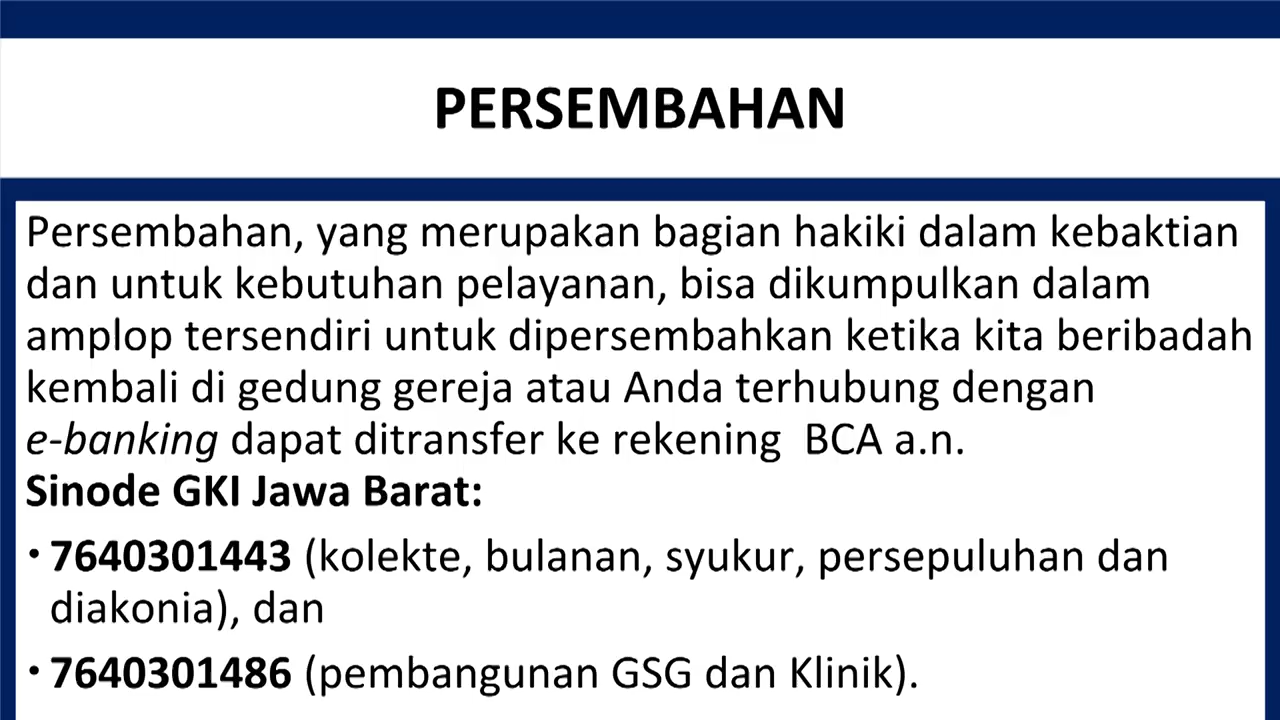 PERSEMBAHAN
Persembahan, yang merupakan bagian hakiki dalam kebaktian
dan untuk kebutuhan pelayanan, bisa dikumpulkan dalam
amplop tersendiri untuk dipersembahkan ketika kita beribadah
kembali di gedung gereja atau Anda terhubung dengan
e-banking dapat ditransfer ke rekening  BCA a.n.
Sinode GKI Jawa Barat:
• 7640301443 (kolekte, bulanan, syukur, persepuluhan dan
diakonia), dan
• 7640301486 (pembangunan GSG dan Klinik).